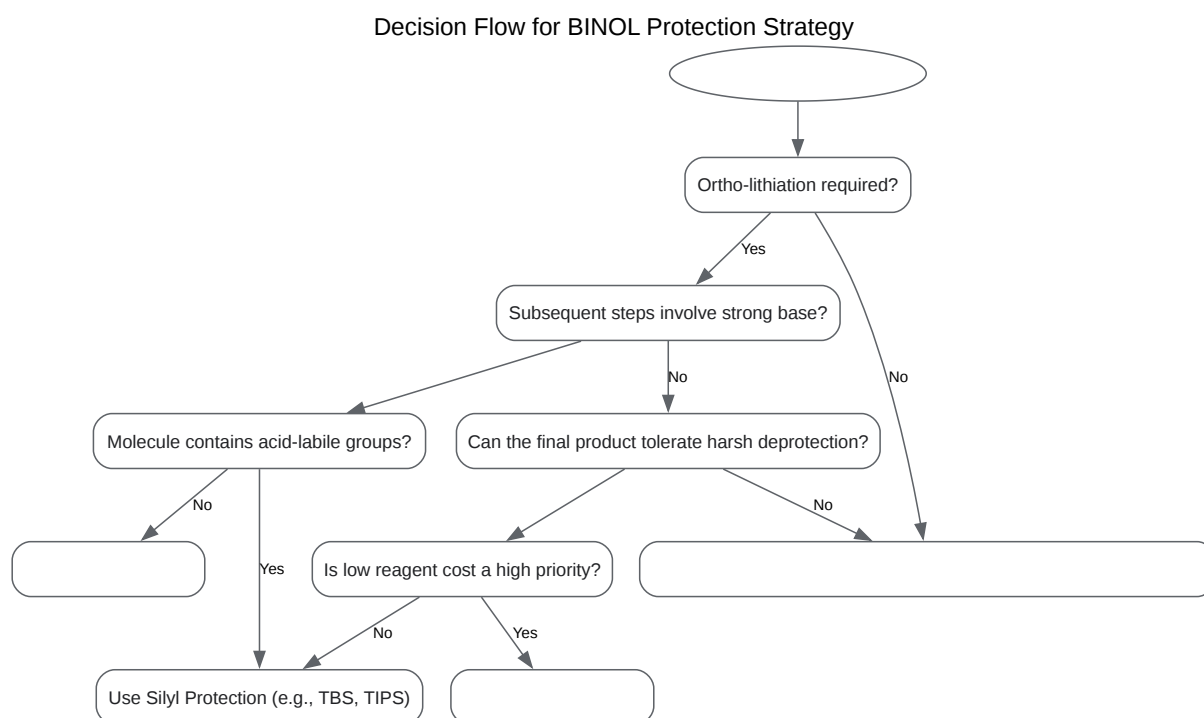 Decision Flow for BINOL Protection Strategy
Ortho-lithiation required?
Yes
Subsequent steps involve strong base?
No
No
Molecule contains acid-labile groups?
Can the final product tolerate harsh deprotection?
No
No
Yes
Is low reagent cost a high priority?
No
Yes
Use Silyl Protection (e.g., TBS, TIPS)